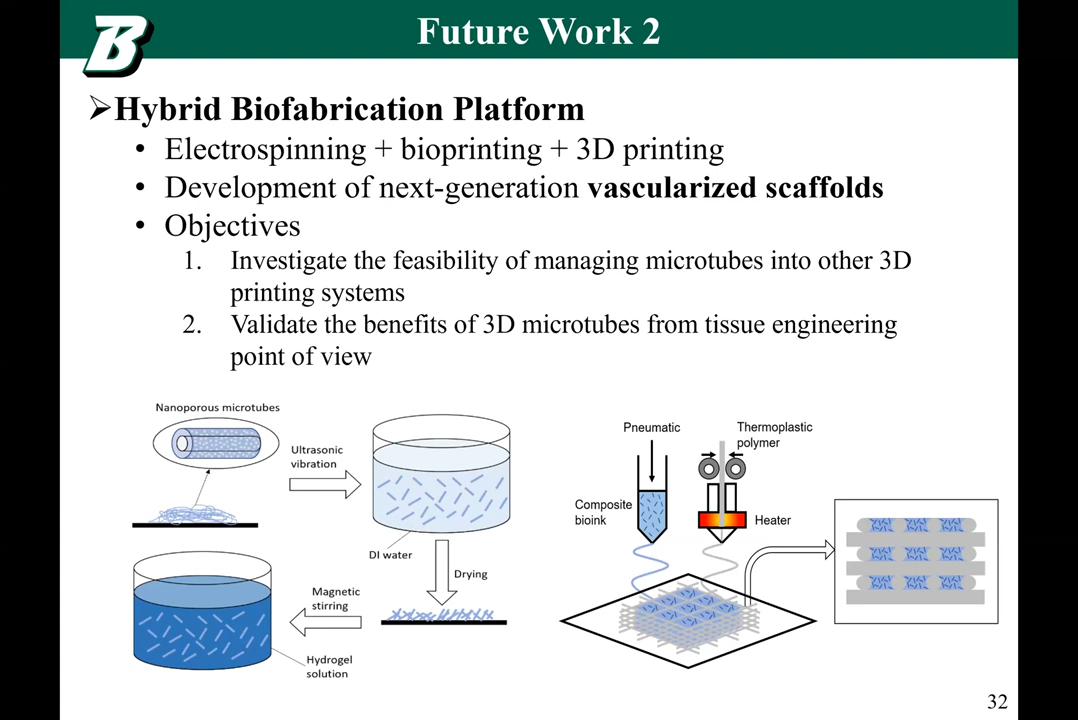 B
Future Work 2
➢Hybrid Biofabrication Platform
• Electrospinning + bioprinting + 3D printing
• Development of next-generation vascularized scaffolds
• Objectives
1. Investigate the feasibility of managing microtubes into other 3D
printing systems
2. Validate the benefits of 3D microtubes from tissue engineering
point of view
Nanoporous microtubes
Ultrasonic
vibration
DI water
Drying
Magnetic
stirring
Hydrogel
solution
Pneumatic
Thermoplastic
polymer
Composite
bioink
Heater
32